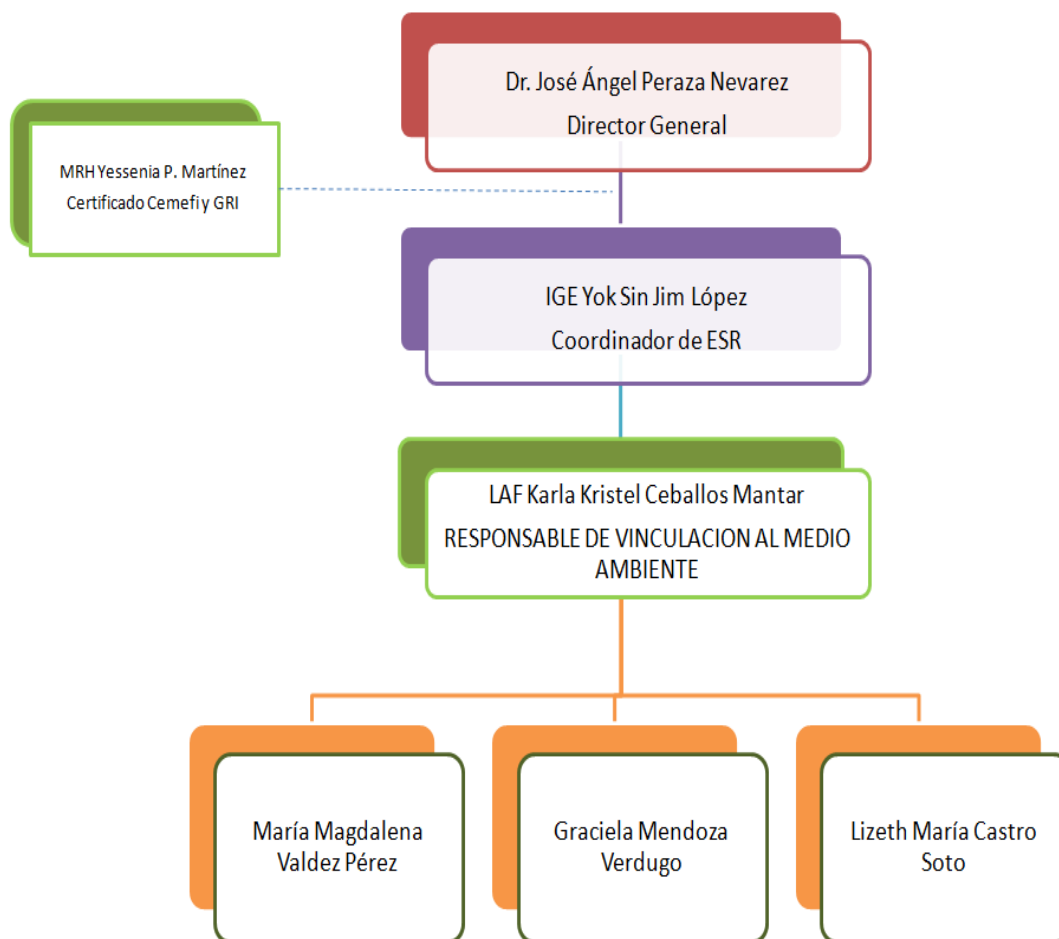 Dr. José Ángel Peraza Nevarez
Director General
MRH Yessenia P. Martínez
Certificado Cemefi y GRI
IGE Yok Sin Jim López
Coordinador de ESR
LAF Karla Kristel Ceballos Mantar
RESPONSABLE DE VINCULACION AL MEDIO
AMBIENTE
María Magdalena
Valdez Pérez
Graciela Mendoza
Verdugo
Lizeth María Castro
Soto